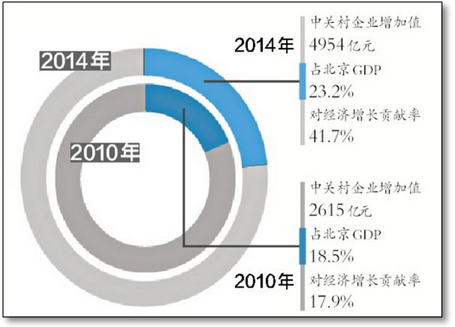 2014年
2010年
2014年
中关村企业增加值
4954亿元
占北京GDP
23.2%
对经济增长贡献率
41.7%
2010年
中关村企业增加值
2615亿元
占北京GDP
18.5%
对经济增长贡献率
17.9%